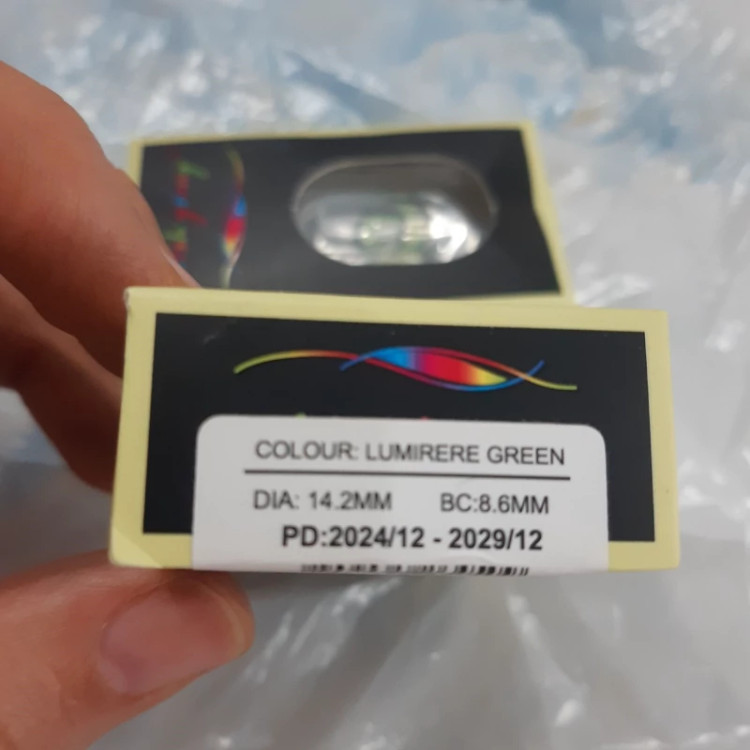 COLOUR: LUMIRERE GREEN
DIA: 14.2MM BC:8.6MM
PD:2024/12 - 2029/12